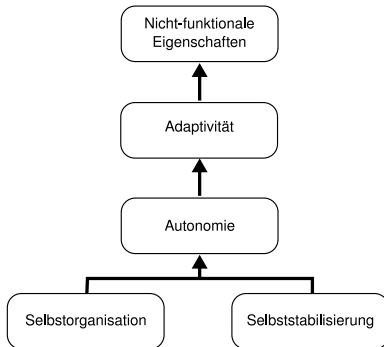 Nicht-funktionale
Eigenschaften
Adaptivität
Autonomie
Selbstorganisation
Selbststabilisierung